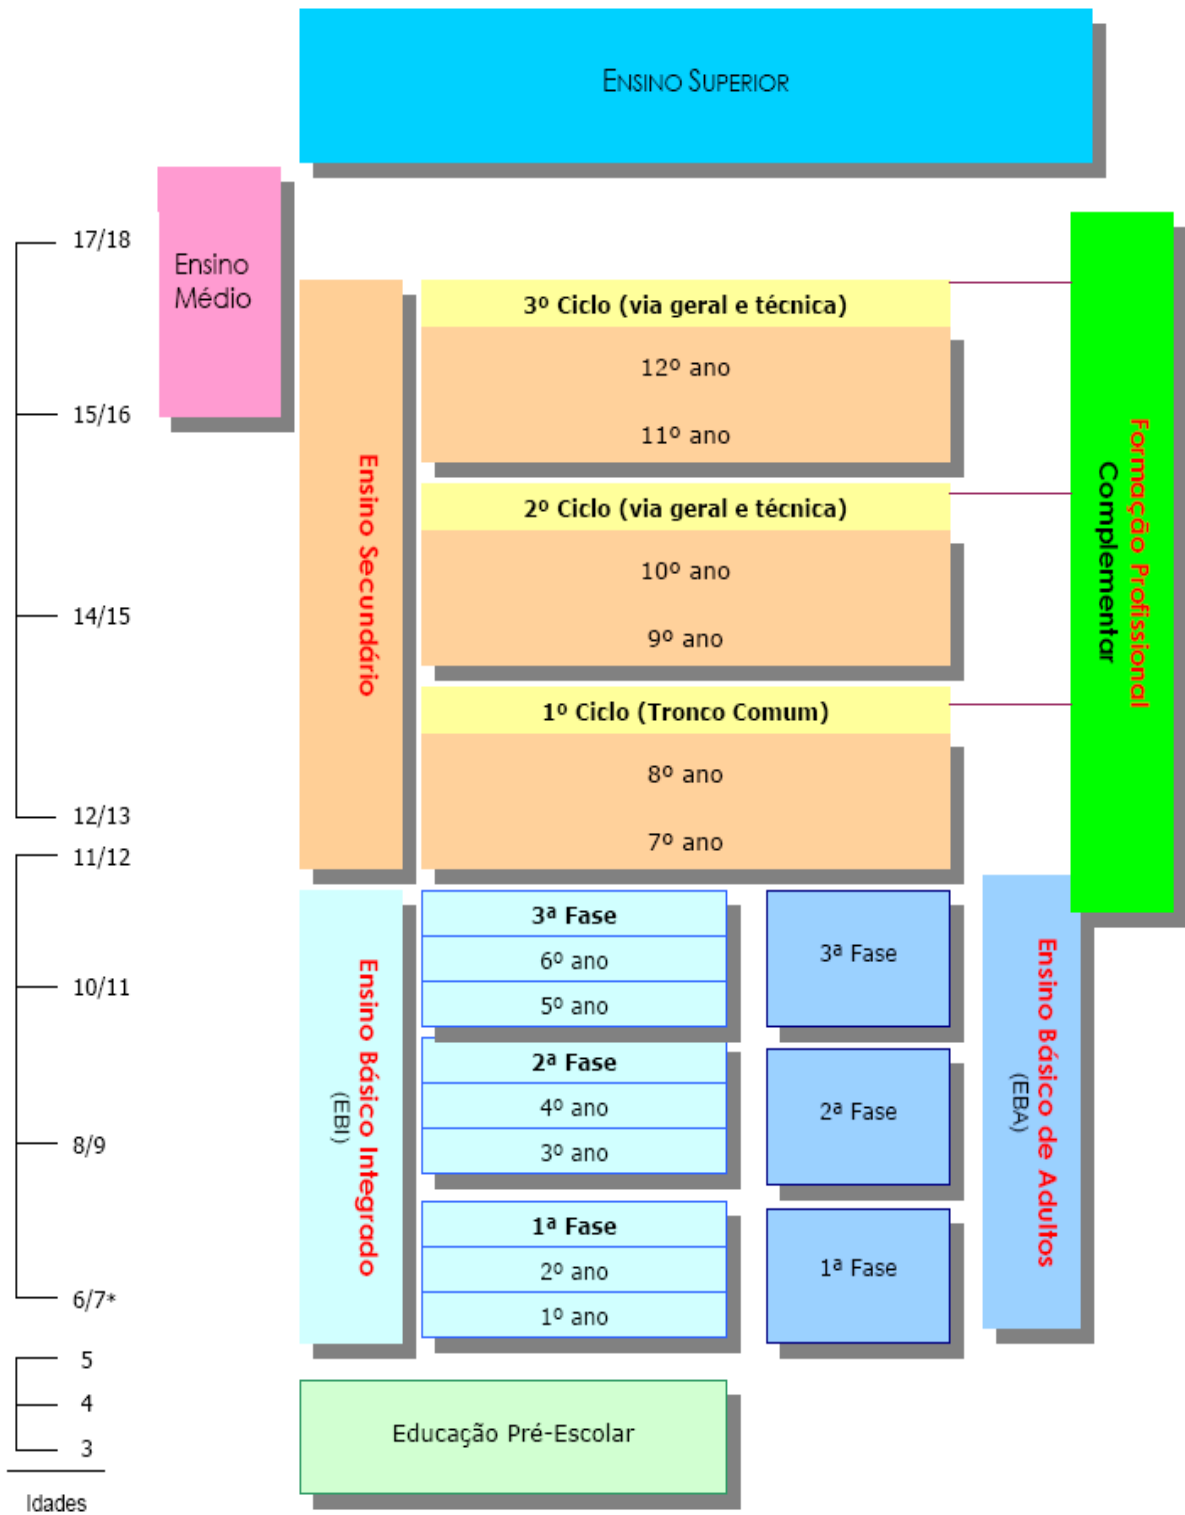 ENSINO SUPERIOR
17/18
Ensino
Médio
15/16
14/15
12/13
11/12
10/11
8/9
6/7*
5
4
3
Idades
Ensino Secundário
3º Ciclo (via geral e técnica)
12º ano
11º ano
2º Ciclo (via geral e técnica)
10º ano
9º ano
1º Ciclo (Tronco Comum)
8º ano
7º ano
Formação Profissional
Complementar
Ensino Básico Integrado
(EBI)
3ª Fase
6º ano
5º ano
2ª Fase
4º ano
3º ano
1ª Fase
2º ano
1º ano
3ª Fase
2ª Fase
1ª Fase
Ensino Básico de Adultos
(EBA)
Educação Pré-Escolar